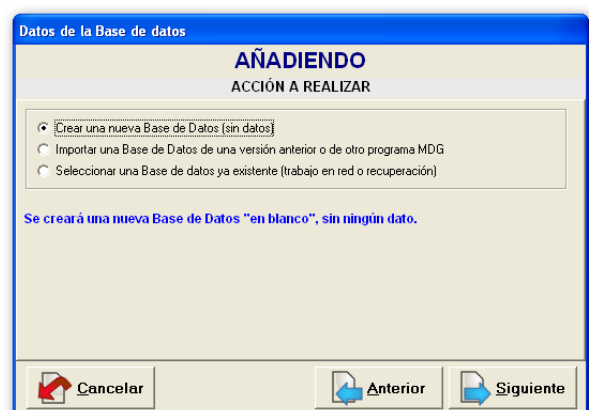 Datos de la Base de datos
AÑADIENDO
ACCIÓN A REALIZAR
Crear una nueva Base de Datos (sin datos)
Importar una Base de Datos de una versión anterior o de otro programa MDG
Seleccionar una Base de datos ya existente (trabajo en red o recuperación)
Se creará una nueva Base de Datos "en blanco", sin ningún dato.
Cancelar
Anterior
Siguiente